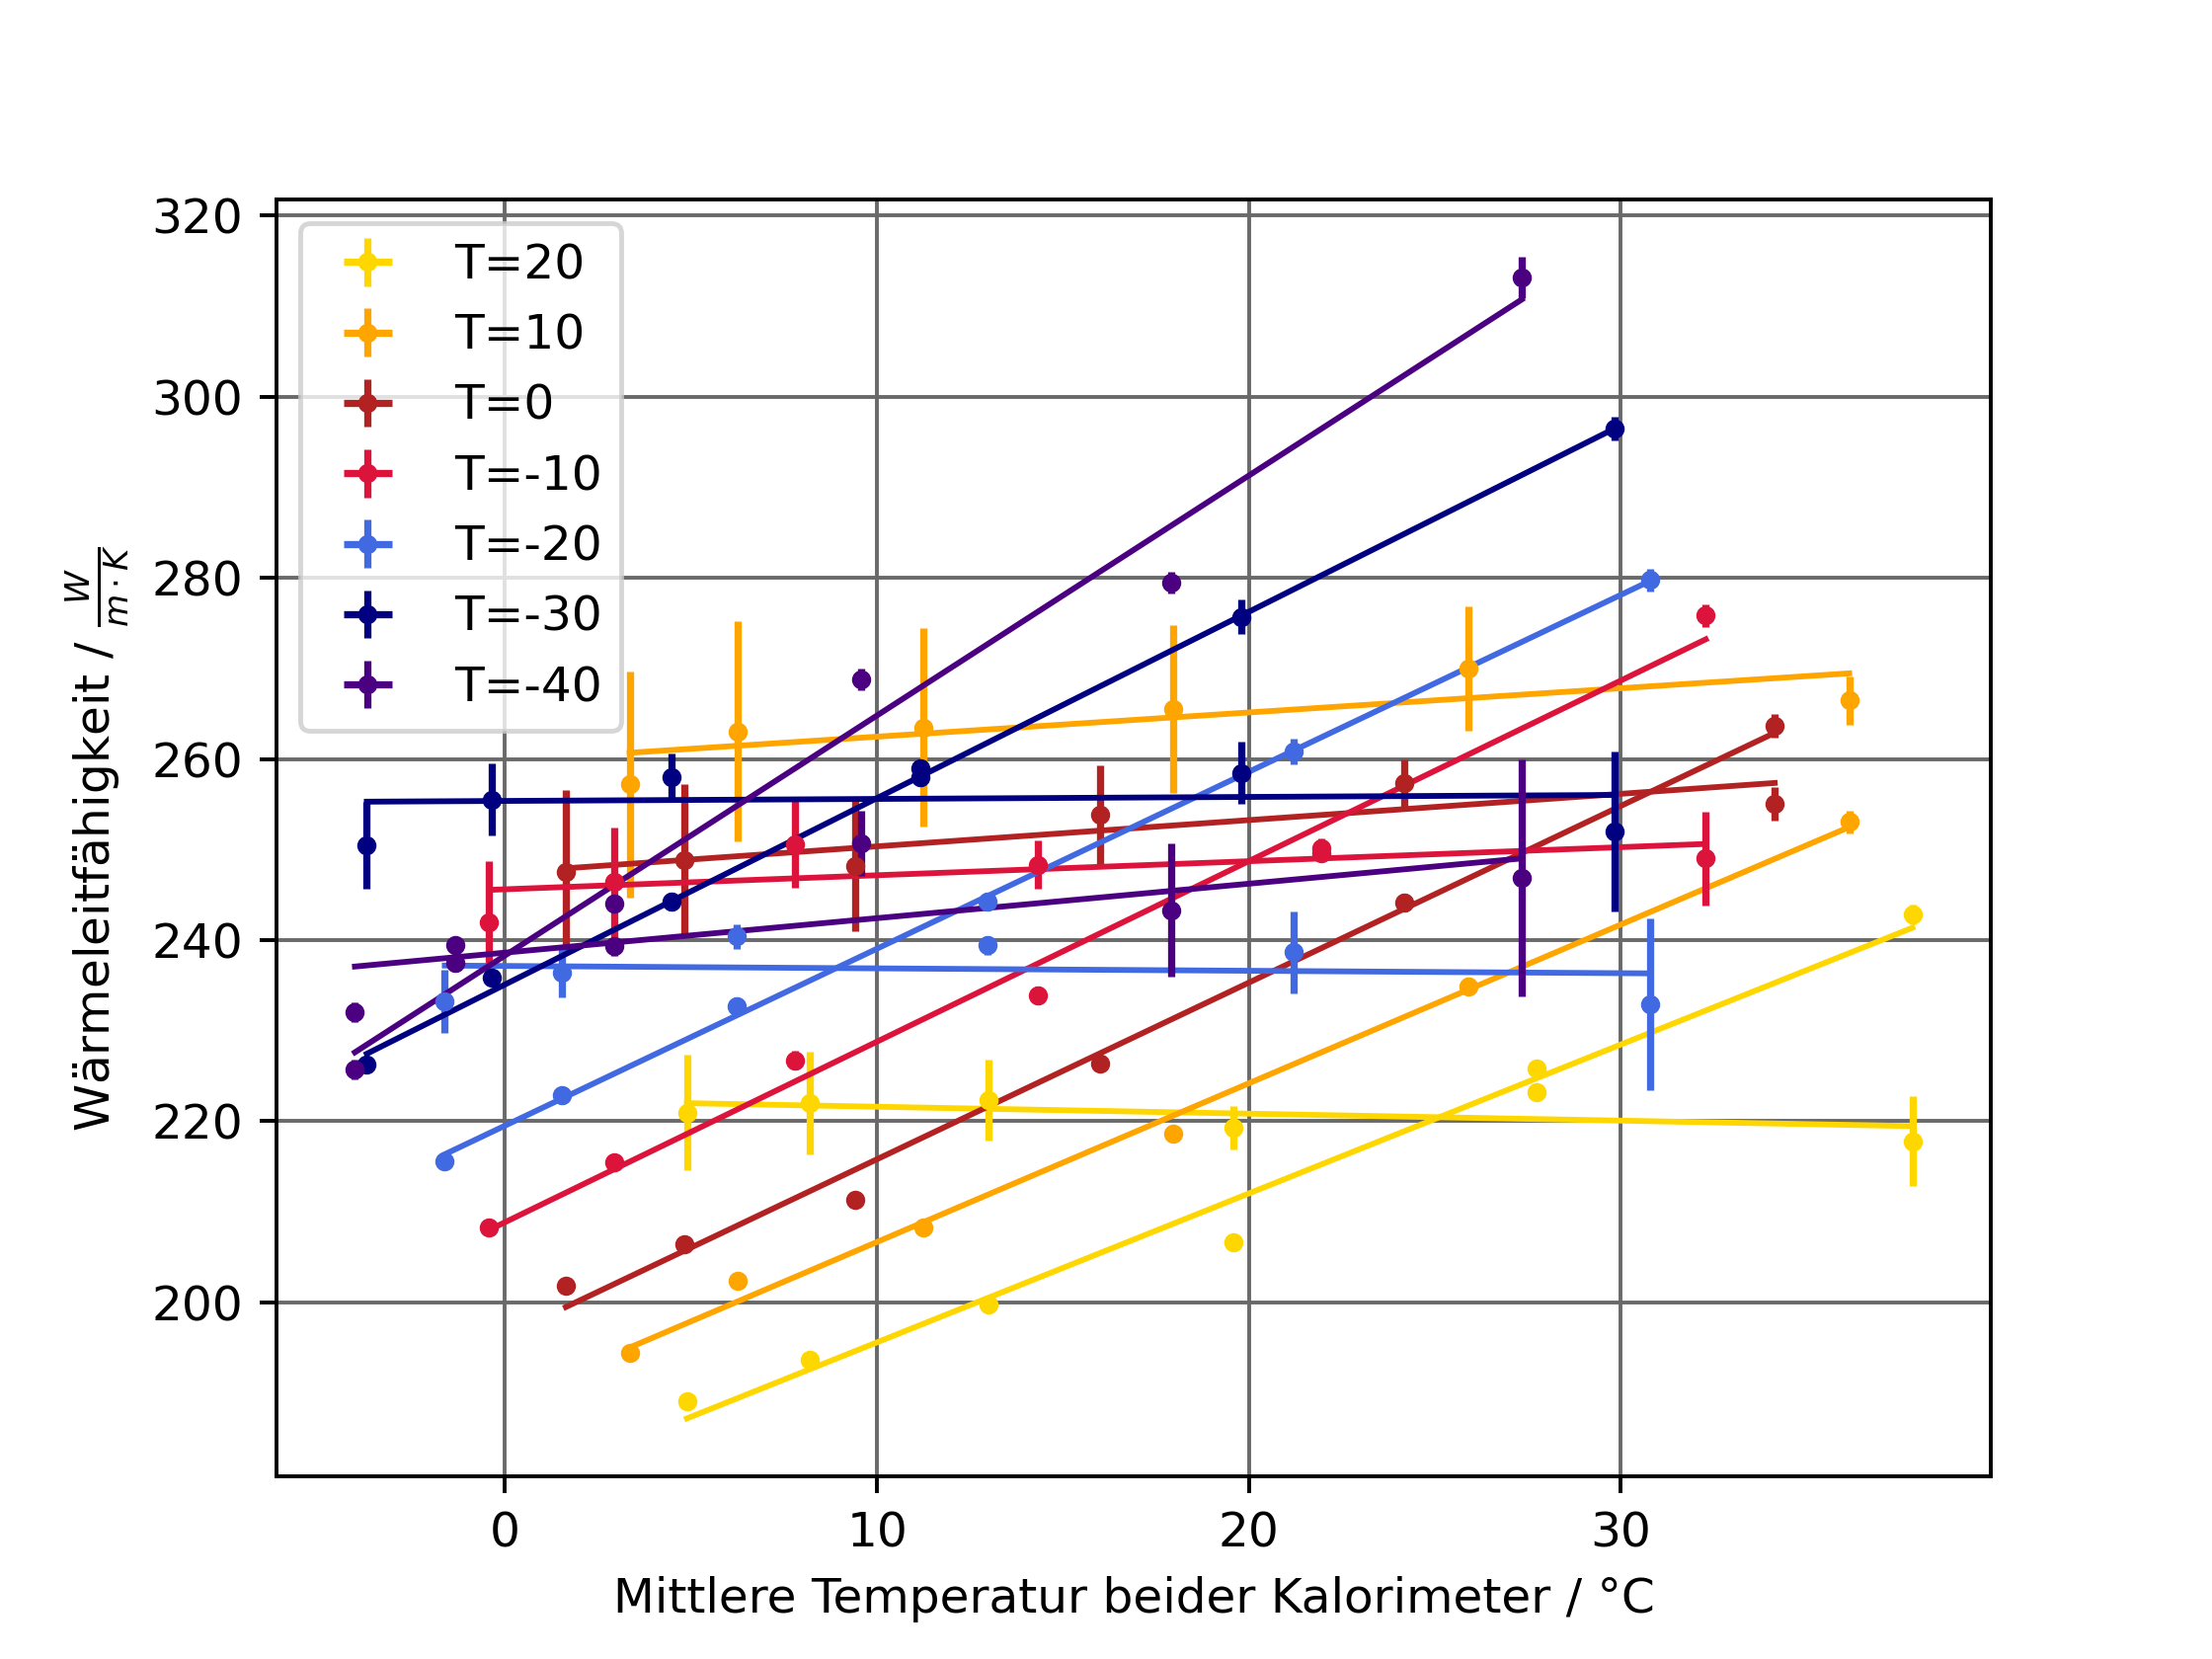 320
300
280
260
240
220
200
Wärmeleitfähigkeit / W/(m · K)
T=20
T=10
T=0
T=-10
T=-20
T=-30
T=-40
0 10 20 30
Mittlere Temperatur beider Kalorimeter / °C